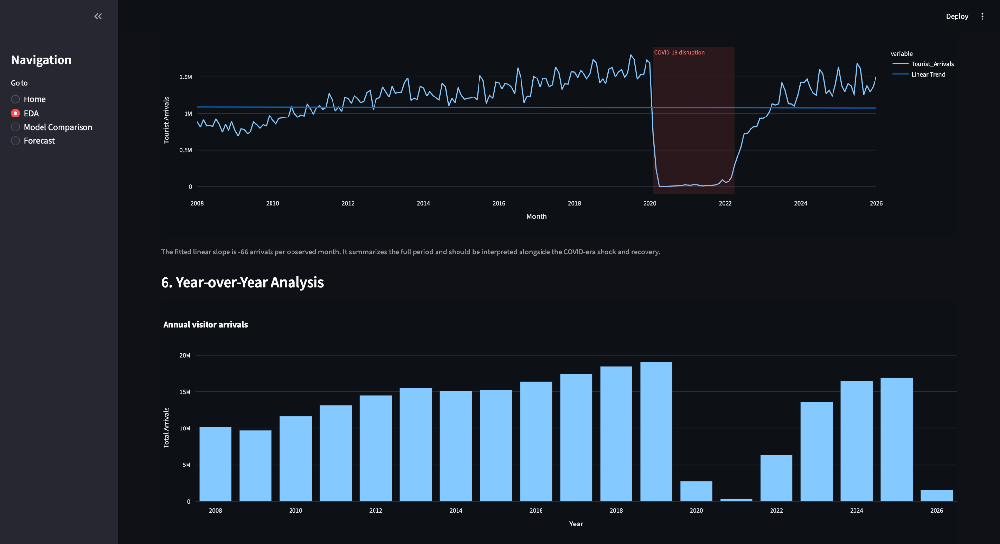 Deploy
Navigation
Go to
Home
EDA
Model Comparison
Forecast
COVID-19 disruption
variable
Tourist_Arrivals
Linear Trend
Tourist Arrivals
1.5M
1M
0.5M
0
2008 2010 2012 2014 2016 2018 2020 2022 2024 2026
Month
The fitted linear slope is -66 arrivals per observed month. It summarizes the full period and should be interpreted alongside the COVID-era shock and recovery.
6. Year-over-Year Analysis
Annual visitor arrivals
Total Arrivals
20M
15M
10M
5M
0
2008 2010 2012 2014 2016 2018 2020 2022 2024 2026
Year